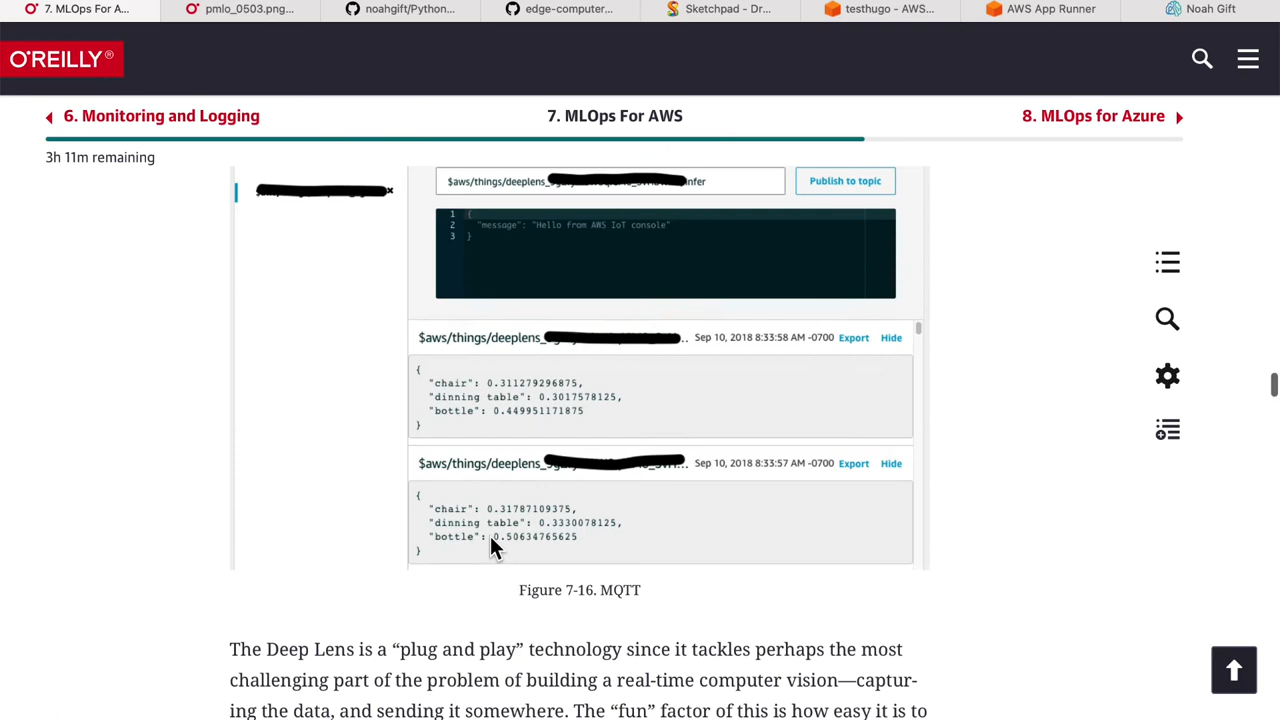 7. MLOps For A...
pmlo_0503.png...
noahgift/Python...
edge-computer...
Sketchpad - Dr...
testhugo - AWS...
AWS App Runner
Noah Gift
O'REILLY®
6. Monitoring and Logging
7. MLOps For AWS
8. MLOps for Azure
3h 11m remaining
$aws/things/deeplens_ nfer
Publish to topic
1 {
2 "message": "Hello from AWS IoT console"
3 }
$aws/things/deeplens_ ... Sep 10, 2018 8:33:58 AM -0700 Export Hide
{
"chair": 0.311279296875,
"dinning table": 0.3017578125,
"bottle": 0.449951171875
}
$aws/things/deeplens_ ... Sep 10, 2018 8:33:57 AM -0700 Export Hide
{
"chair": 0.31787109375,
"dinning table": 0.3330078125,
"bottle": 0.50634765625
}
Figure 7-16. MQTT
The Deep Lens is a “plug and play” technology since it tackles perhaps the most
challenging part of the problem of building a real-time computer vision—captur-
ing the data, and sending it somewhere. The “fun” factor of this is how easy it is to